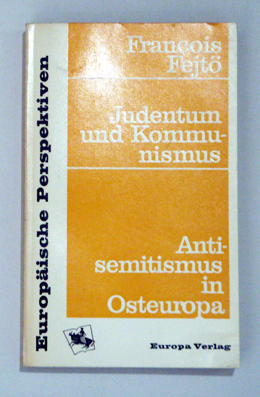 Europäische Perspektiven
François
Fejtö
Judentum
und Kommu-
nismus
Anti-
semitismus
in
Osteuropa
Europa Verlag